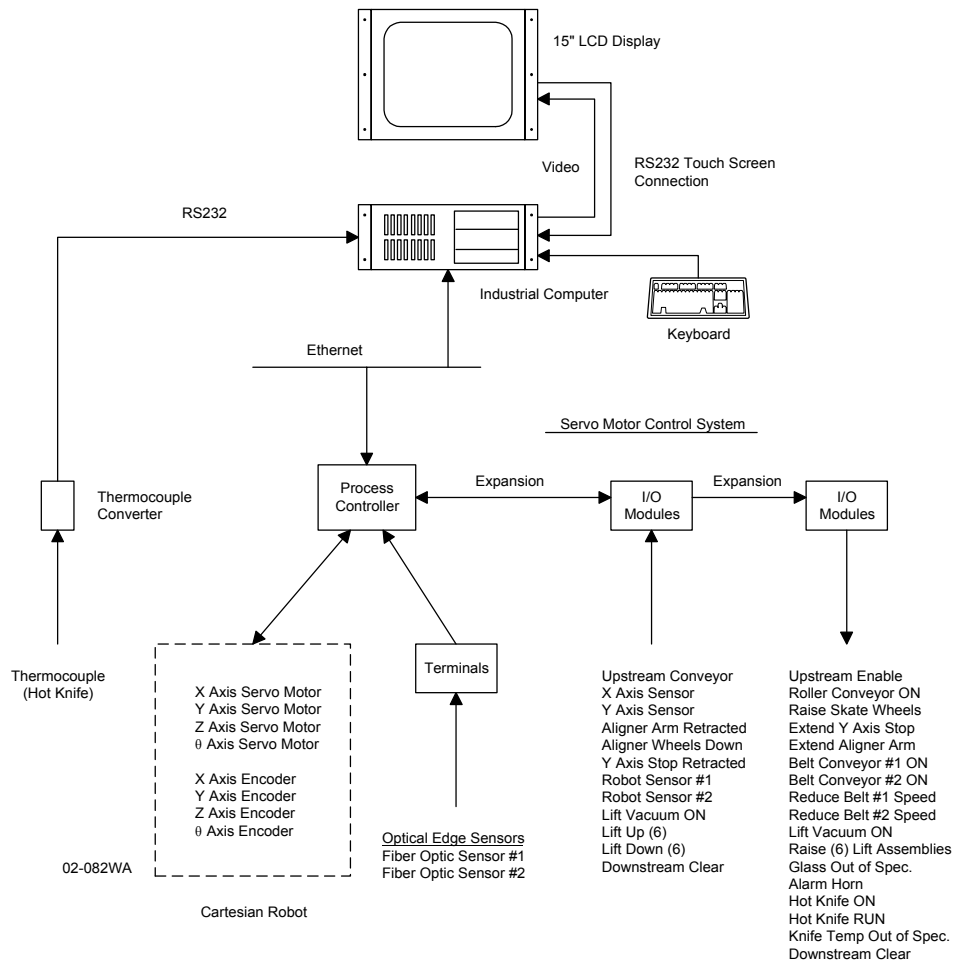 15" LCD Display
Video
RS232 Touch Screen
Connection
RS232
Industrial Computer
Keyboard
Ethernet
Servo Motor Control System
Thermocouple
Converter
Process
Controller
Expansion
I/O
Modules
Expansion
I/O
Modules
Thermocouple
(Hot Knife)
X Axis Servo Motor
Y Axis Servo Motor
Z Axis Servo Motor
θ Axis Servo Motor
X Axis Encoder
Y Axis Encoder
Z Axis Encoder
θ Axis Encoder
02-082WA
Cartesian Robot
Terminals
Optical Edge Sensors
Fiber Optic Sensor #1
Fiber Optic Sensor #2
Upstream Conveyor
X Axis Sensor
Y Axis Sensor
Aligner Arm Retracted
Aligner Wheels Down
Y Axis Stop Retracted
Robot Sensor #1
Robot Sensor #2
Lift Vacuum ON
Lift Up (6)
Lift Down (6)
Downstream Clear
Upstream Enable
Roller Conveyor ON
Raise Skate Wheels
Extend Y Axis Stop
Extend Aligner Arm
Belt Conveyor #1 ON
Belt Conveyor #2 ON
Reduce Belt #1 Speed
Reduce Belt #2 Speed
Lift Vacuum ON
Raise (6) Lift Assemblies
Glass Out of Spec.
Alarm Horn
Hot Knife ON
Hot Knife RUN
Knife Temp Out of Spec.
Downstream Clear